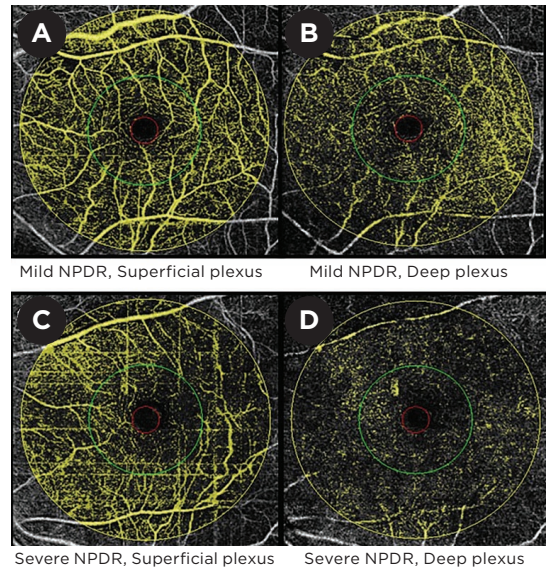 A
B
Mild NPDR, Superficial plexus
Mild NPDR, Deep plexus
C
D
Severe NPDR, Superficial plexus
Severe NPDR, Deep plexus